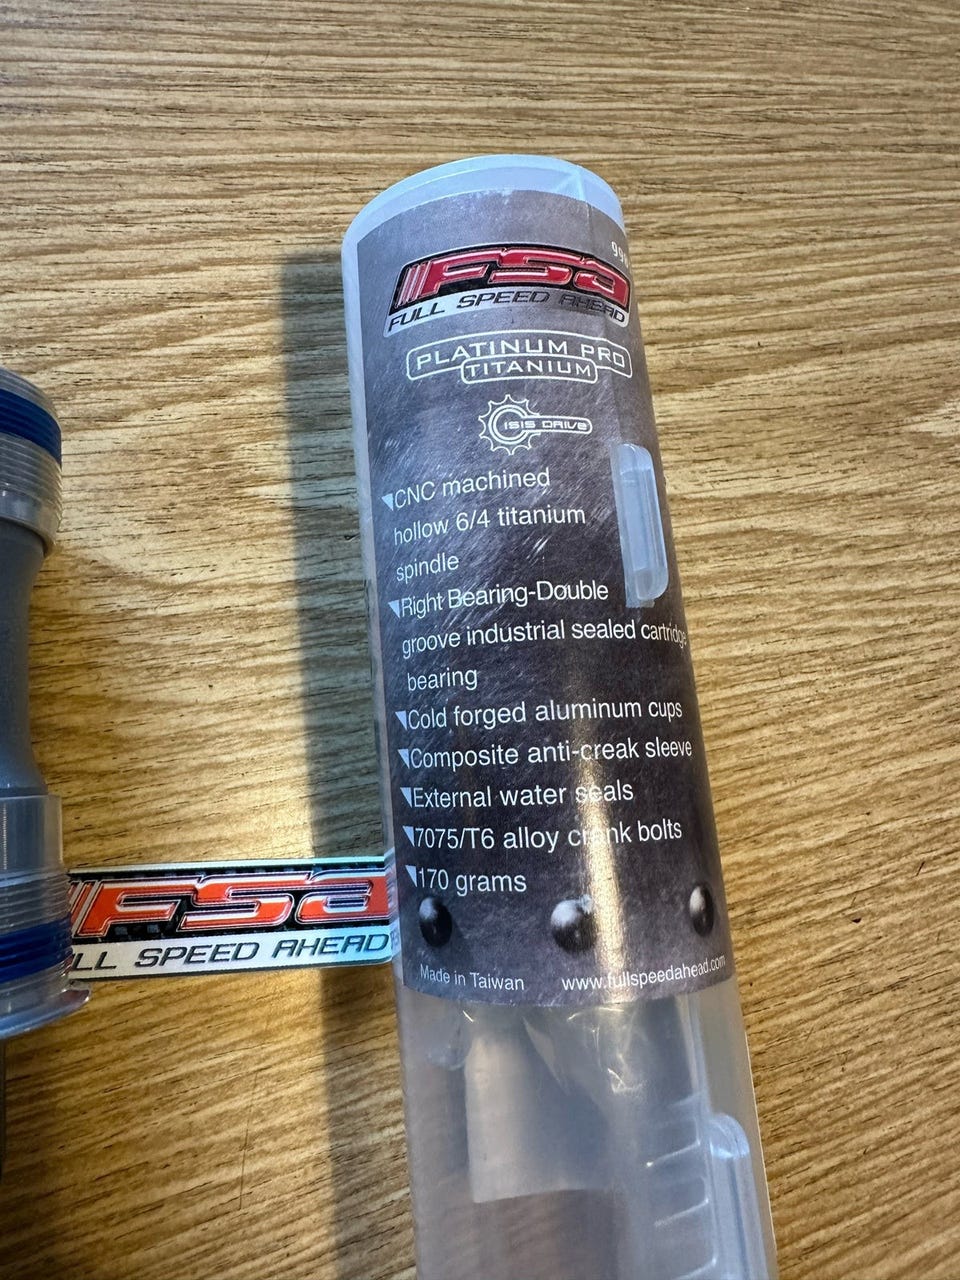 FSA
FULL SPEED AHEAD
PLATINUM PRO
TITANIUM
ISIS DRIVE
CNC machined
hollow 6/4 titanium
spindle
Right Bearing-Double
groove industrial sealed cartridge
bearing
Cold forged aluminum cups
Composite anti-creak sleeve
External water seals
7075/T6 alloy crank bolts
170 grams
Made in Taiwan www.fullspeedahead.com
FSA
LL SPEED AHEAD